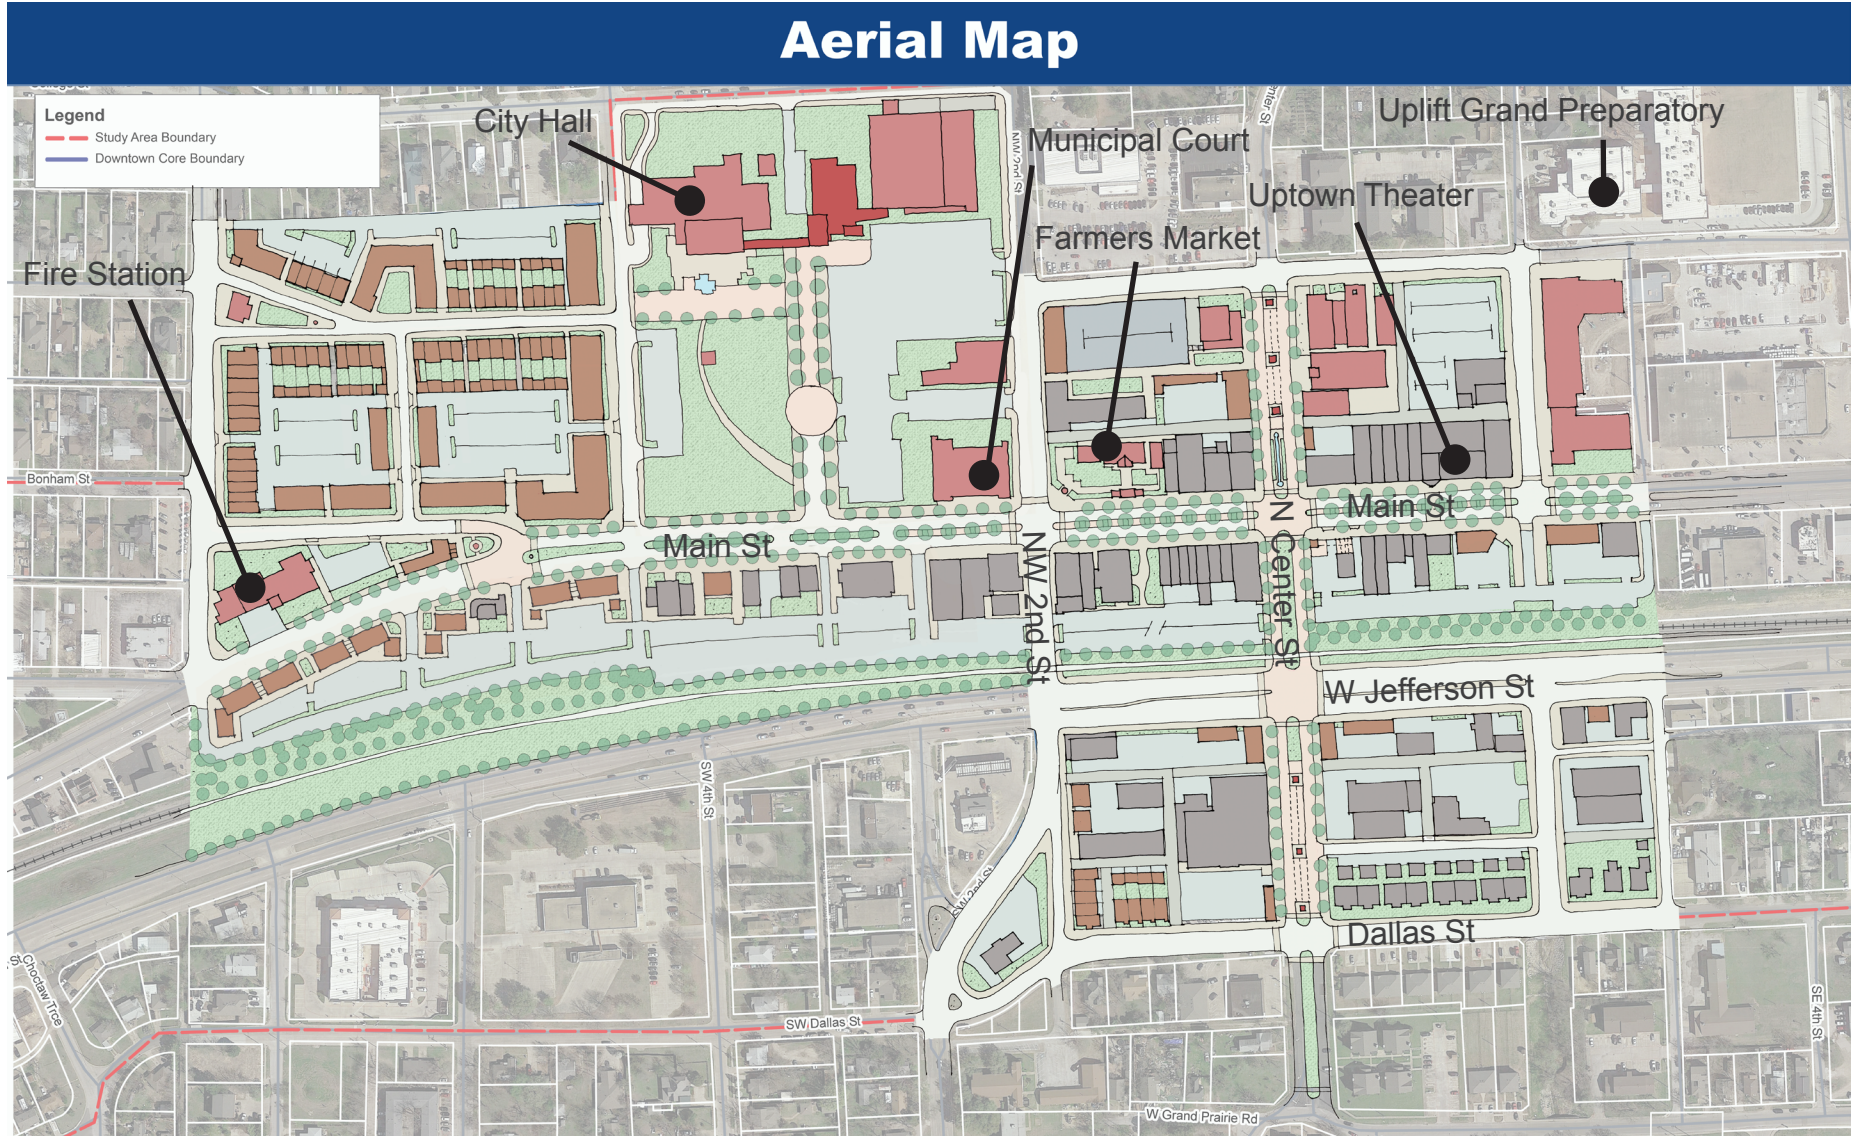 Aerial Map
Legend
Study Area Boundary
Downtown Core Boundary
City Hall
Uplift Grand Preparatory
Municipal Court
Uptown Theater
Farmers Market
Fire Station
NW 2nd St
Bonham St
Main St
Main St
NW 2nd St
N Center St
W Jefferson St
SW 4th St
SW 2nd St
Dallas St
Choctaw Trce
SW Dallas St
SE 4th St
W Grand Prairie Rd